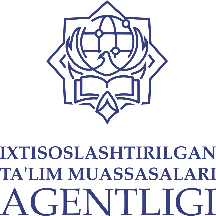 IXTISOSLASHTIRILGAN
TA'LIM MUASSASALARI
AGENTLIGI